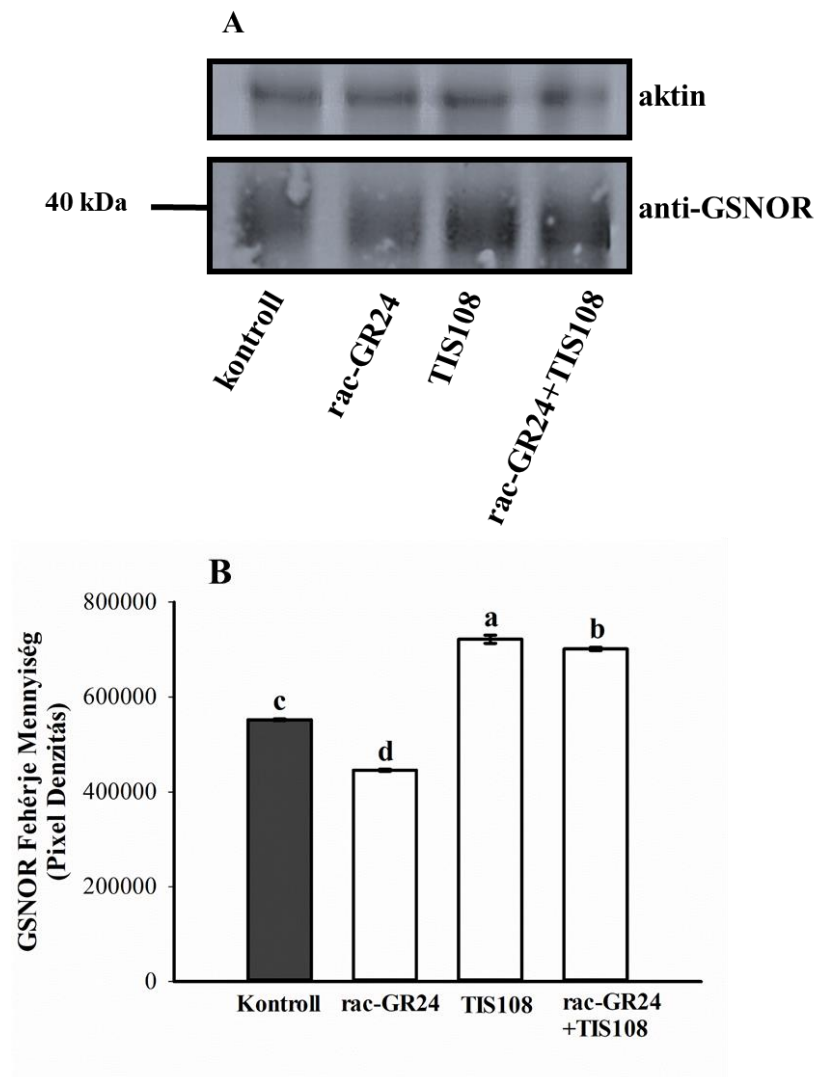 A
aktin
40 kDa
anti-GSNOR
kontroll
rac-GR24
TIS108
rac-GR24+TIS108
B
GSNOR Fehérje Mennyiség
(Pixel Denzitás)
800000
600000
400000
200000
0
c
d
a
b
Kontroll
rac-GR24
TIS108
rac-GR24
+TIS108